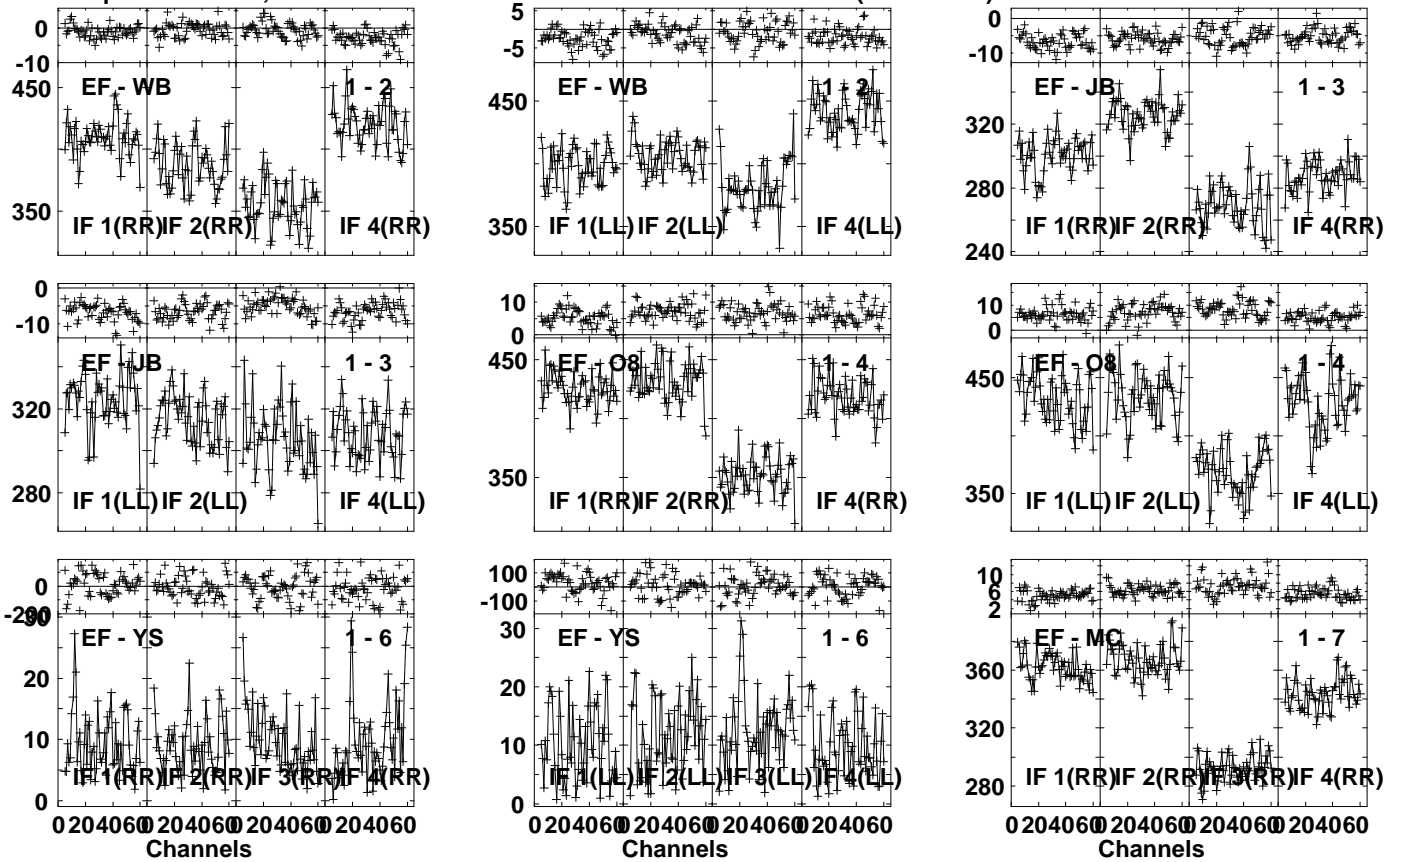 0 5 0
-10 -5 -10
450 EF - WB 1 - 2 450 EF - WB 1 - 2 320 EF - JB 1 - 3
280
350 IF 1(RR) IF 2(RR) IF 4(RR) 350 IF 1(LL) IF 2(LL) IF 4(LL) 240 IF 1(RR) IF 2(RR) IF 4(RR)
0 10 10
-10 0 0
EF - JB 1 - 3 450 EF - O8 1 - 4 450 EF - O8 1 - 4
320
280 IF 1(LL) IF 2(LL) IF 4(LL) 350 IF 1(RR) IF 2(RR) IF 4(RR) 350 IF 1(LL) IF 2(LL) IF 4(LL)
0 100 10
6
-200 -100 2
30 EF - YS 1 - 6 30 EF - YS 1 - 6 EF - MC 1 - 7
20 20 360
10 10 320
IF 1(RR) IF 2(RR) IF 3(RR) IF 4(RR) IF 1(LL) IF 2(LL) IF 3(LL) IF 4(LL) 280 IF 1(RR) IF 2(RR) IF 3(RR) IF 4(RR)
0 0
0 204060 0 204060 0 204060 0 204060 0 204060 0 204060 0 204060 0 204060 0 204060 0 204060 0 204060 0 204060
Channels Channels Channels